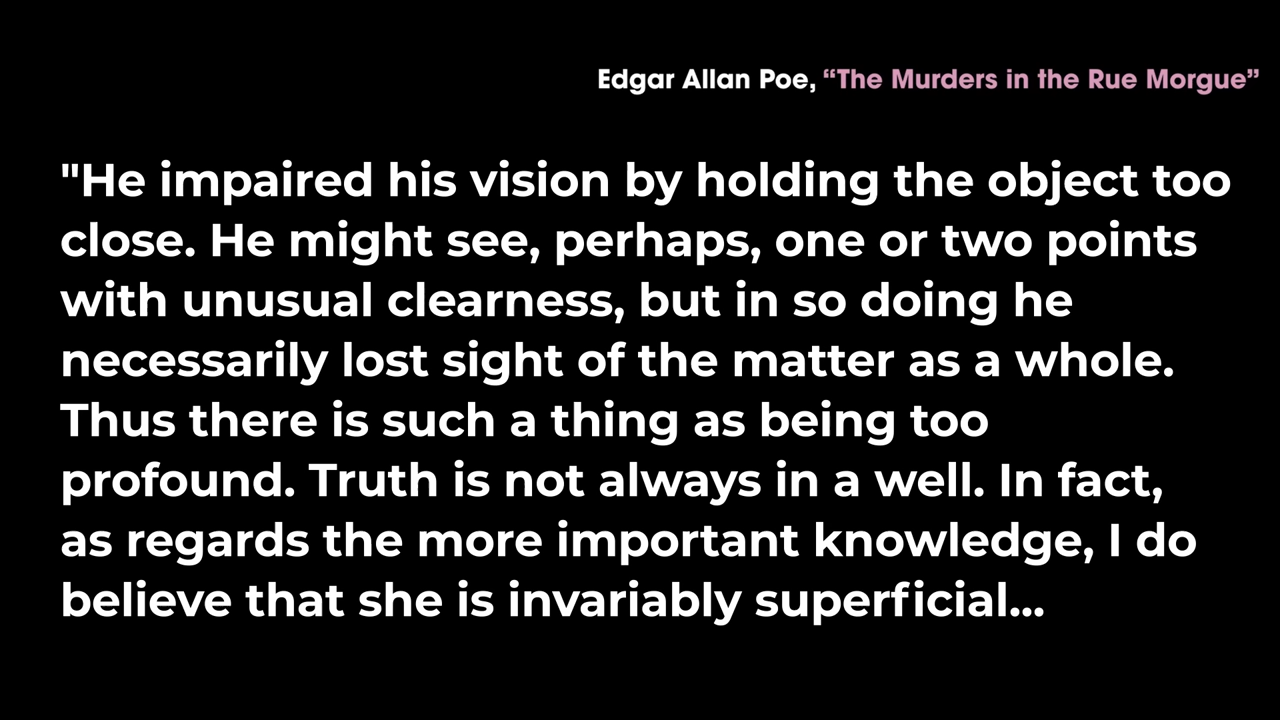 Edgar Allan Poe, “The Murders in the Rue Morgue”
"He impaired his vision by holding the object too
close. He might see, perhaps, one or two points
with unusual clearness, but in so doing he
necessarily lost sight of the matter as a whole.
Thus there is such a thing as being too
profound. Truth is not always in a well. In fact,
as regards the more important knowledge, I do
believe that she is invariably superficial...